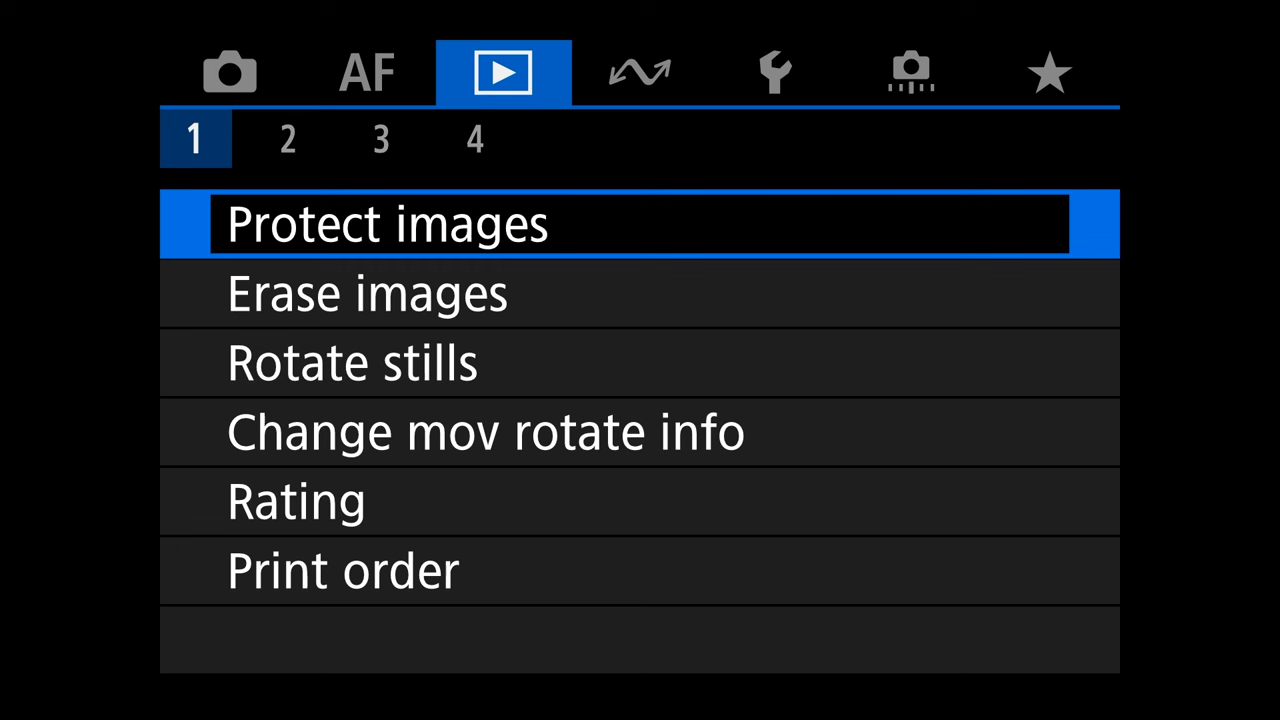 AF
1 2 3 4
Protect images
Erase images
Rotate stills
Change mov rotate info
Rating
Print order